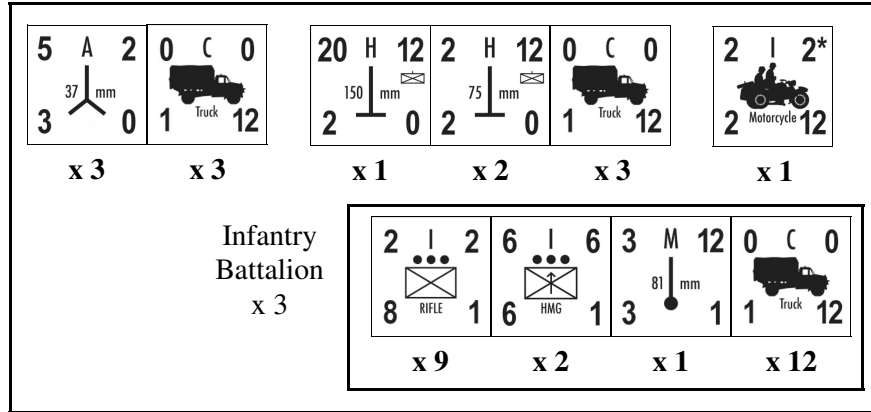 5 A 2 0 C 0 20 H 12 2 H 12 0 C 0 2 I 2*
37 mm 150 mm 75 mm
Truck Truck Motorcycle
3 0 1 12 2 0 2 0 1 12 2 12
x 3 x 3 x 1 x 2 x 3 x 1
Infantry
Battalion
x 3
2 I 2 6 I 6 3 M 12 0 C 0
81 mm
RIFLE HMG Truck
8 1 6 1 3 1 1 12
x 9 x 2 x 1 x 12